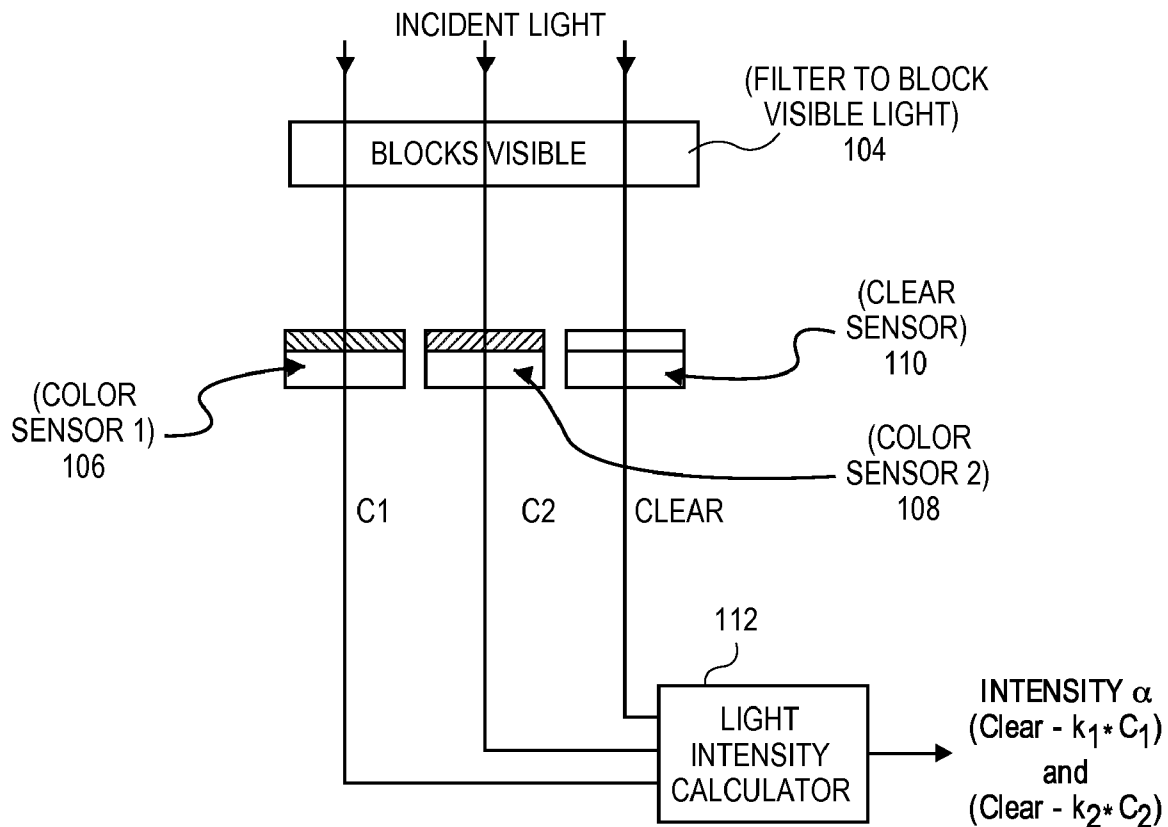 INCIDENT LIGHT
(FILTER TO BLOCK
VISIBLE LIGHT)
104
BLOCKS VISIBLE
(CLEAR
SENSOR)
110
(COLOR
SENSOR 1)
106
(COLOR
SENSOR 2)
108
C1
C2
CLEAR
112
LIGHT
INTENSITY
CALCULATOR
INTENSITY α
(Clear - k₁* C₁)
and
(Clear - k₂* C₂)